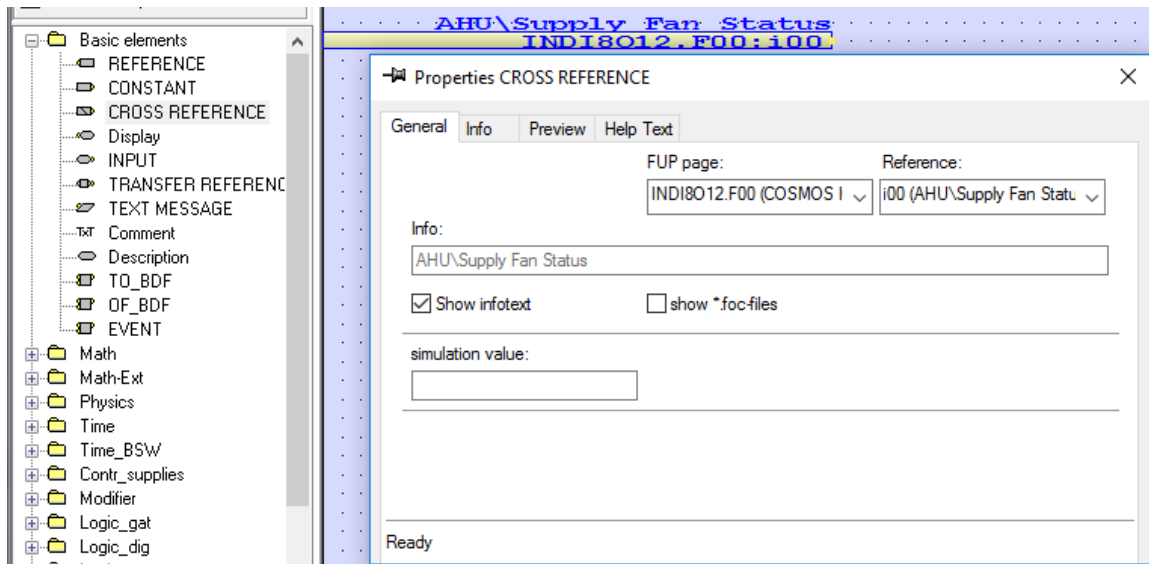 Basic elements
REFERENCE
CONSTANT
CROSS REFERENCE
Display
INPUT
TRANSFER REFERENC
TEXT MESSAGE
TxT Comment
Description
TO_BDF
OF_BDF
EVENT
Math
Math-Ext
Physics
Time
Time_BSW
Contr_supplies
Modifier
Logic_gat
Logic_dig
AHU\Supply Fan Status
INDI8O12.F00:i00
Properties CROSS REFERENCE
General Info Preview Help Text
FUP page: Reference:
INDI8O12.F00 (COSMOS I i00 (AHU\Supply Fan Statu
Info:
AHU\Supply Fan Status
Show infotext show *.foc-files
simulation value:
Ready